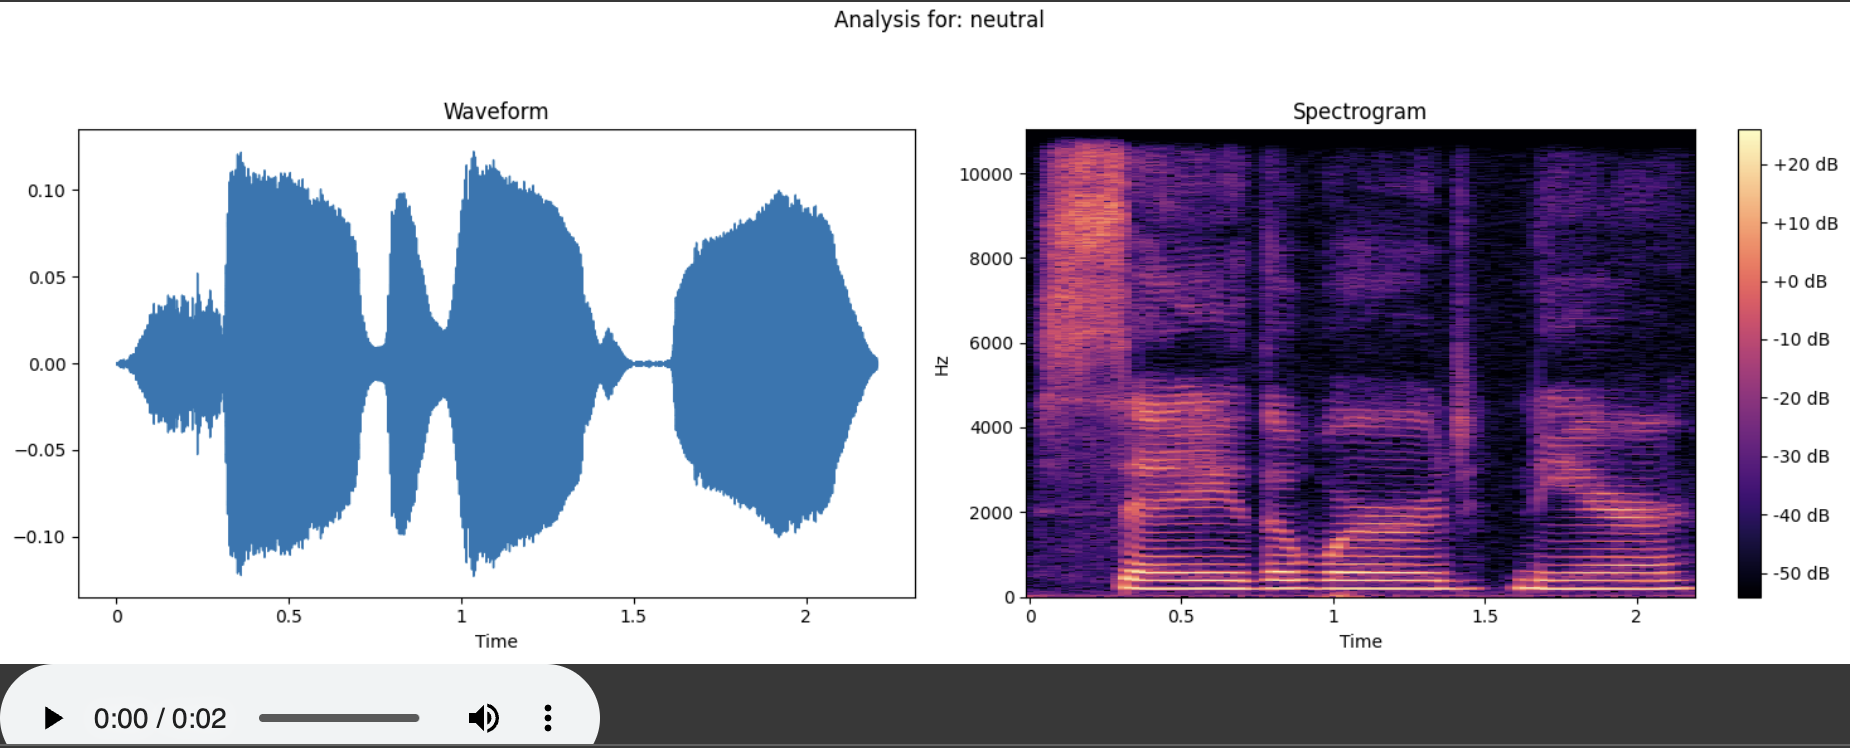 Analysis for: neutral
Waveform
0.10
0.05
0.00
−0.05
−0.10
0
0.5
1
1.5
2
Time
Spectrogram
10000
8000
6000
4000
2000
0
Hz
0
0.5
1
1.5
2
Time
+20 dB
+10 dB
+0 dB
-10 dB
-20 dB
-30 dB
-40 dB
-50 dB
0:00 / 0:02